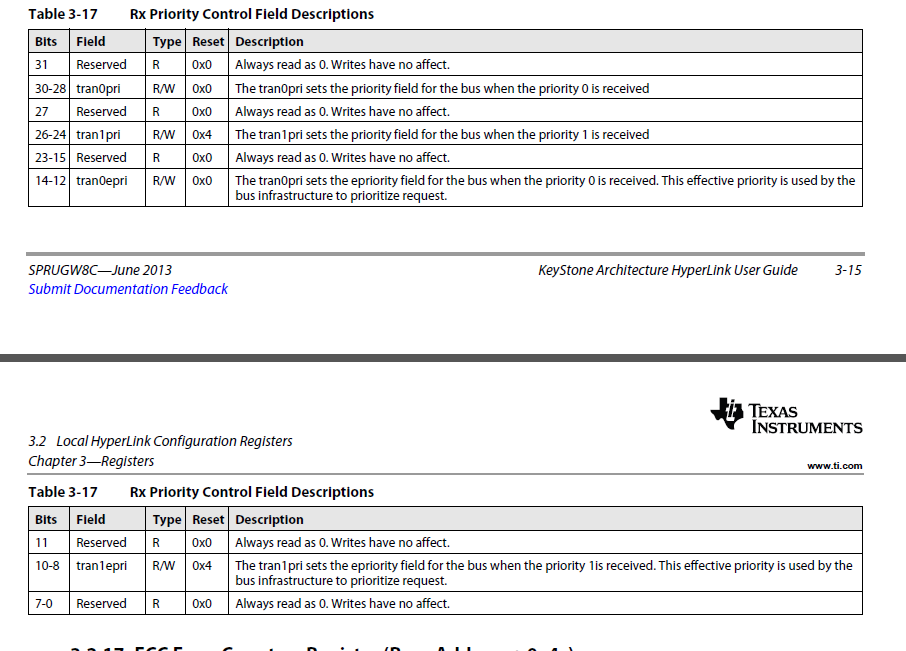 Table 3-17 Rx Priority Control Field Descriptions
Bits Field Type Reset Description
31 Reserved R 0x0 Always read as 0. Writes have no affect.
30-28 tran0pri R/W 0x0 The tran0pri sets the priority field for the bus when the priority 0 is received
27 Reserved R 0x0 Always read as 0. Writes have no affect.
26-24 tran1pri R/W 0x4 The tran1pri sets the priority field for the bus when the priority 1 is received
23-15 Reserved R 0x0 Always read as 0. Writes have no affect.
14-12 tran0epri R/W 0x0 The tran0pri sets the epriority field for the bus when the priority 0 is received. This effective priority is used by the
bus infrastructure to prioritize request.
SPRUGW8C—June 2013 KeyStone Architecture HyperLink User Guide 3-15
Submit Documentation Feedback
TEXAS
INSTRUMENTS
3.2 Local HyperLink Configuration Registers
Chapter 3—Registers
www.ti.com
Table 3-17 Rx Priority Control Field Descriptions
Bits Field Type Reset Description
11 Reserved R 0x0 Always read as 0. Writes have no affect.
10-8 tran1epri R/W 0x4 The tran1pri sets the epriority field for the bus when the priority 1is received. This effective priority is used by the
bus infrastructure to prioritize request.
7-0 Reserved R 0x0 Always read as 0. Writes have no affect.